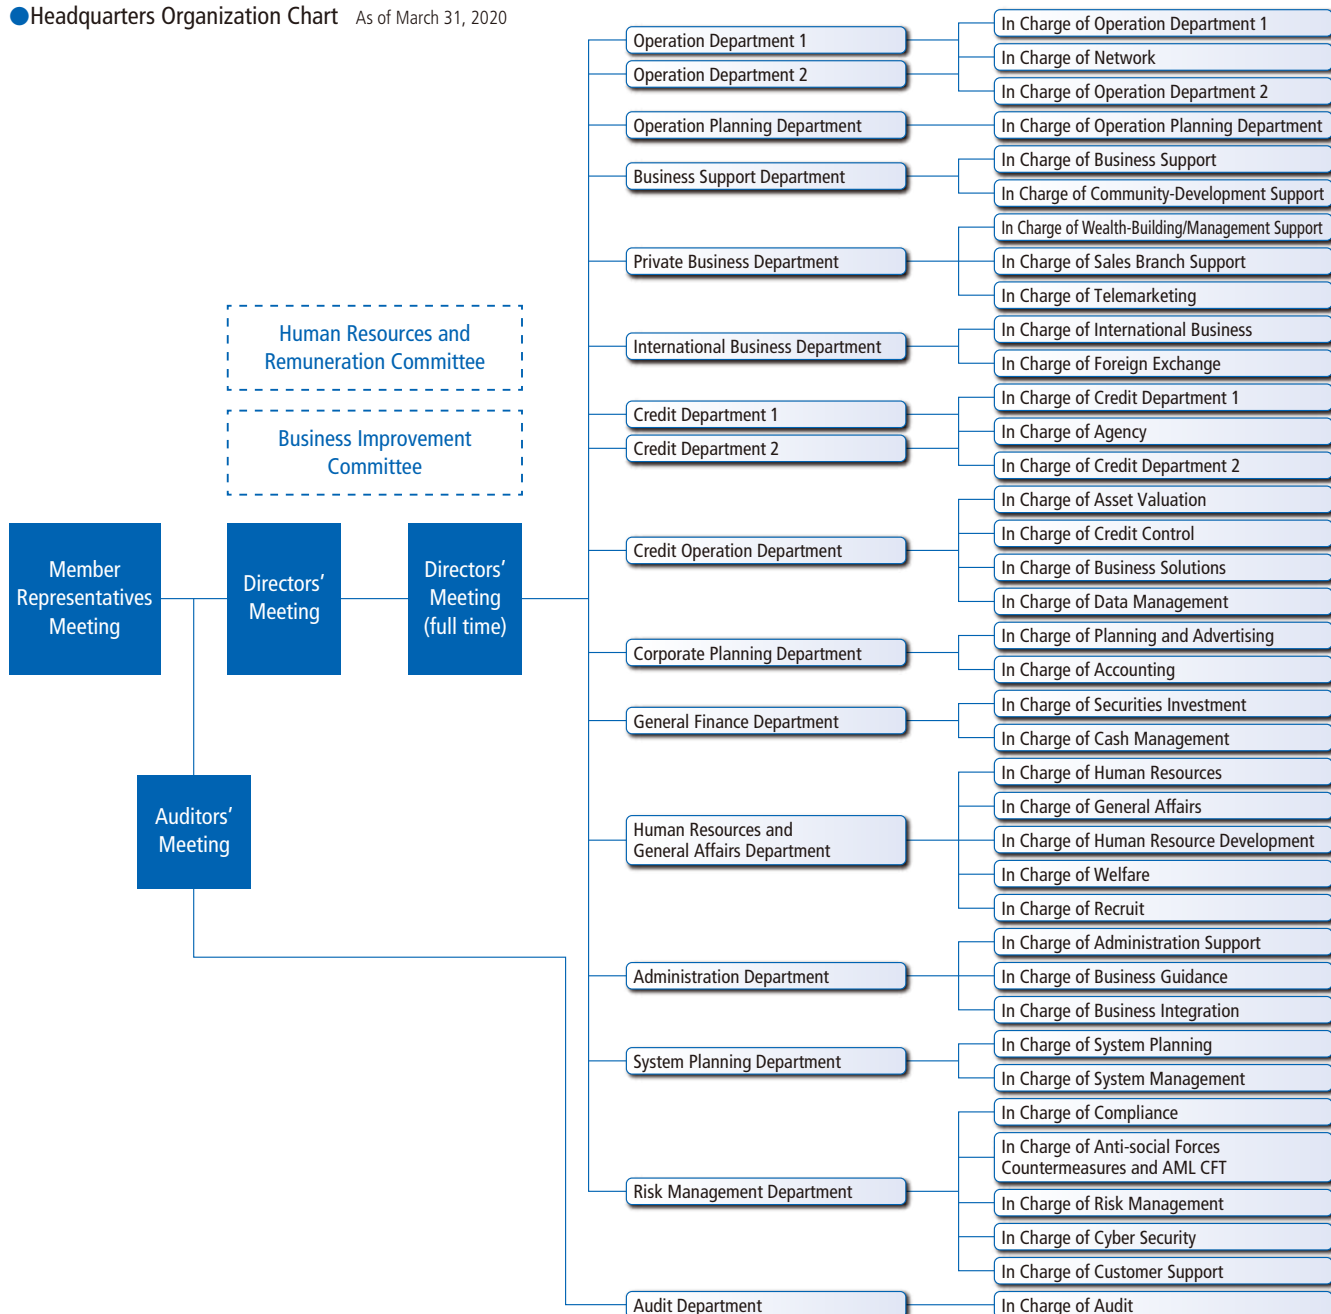 ●Headquarters Organization Chart As of March 31, 2020
Human Resources and
Remuneration Committee
Business Improvement
Committee
Member
Representatives
Meeting
Directors’
Meeting
Directors’
Meeting
(full time)
Auditors’
Meeting
Operation Department 1
Operation Department 2
In Charge of Operation Department 1
In Charge of Network
In Charge of Operation Department 2
Operation Planning Department
In Charge of Operation Planning Department
Business Support Department
In Charge of Business Support
In Charge of Community-Development Support
Private Business Department
In Charge of Wealth-Building/Management Support
In Charge of Sales Branch Support
In Charge of Telemarketing
International Business Department
In Charge of International Business
In Charge of Foreign Exchange
Credit Department 1
Credit Department 2
In Charge of Credit Department 1
In Charge of Agency
In Charge of Credit Department 2
Credit Operation Department
In Charge of Asset Valuation
In Charge of Credit Control
In Charge of Business Solutions
In Charge of Data Management
Corporate Planning Department
In Charge of Planning and Advertising
In Charge of Accounting
General Finance Department
In Charge of Securities Investment
In Charge of Cash Management
Human Resources and
General Affairs Department
In Charge of Human Resources
In Charge of General Affairs
In Charge of Human Resource Development
In Charge of Welfare
In Charge of Recruit
Administration Department
In Charge of Administration Support
In Charge of Business Guidance
In Charge of Business Integration
System Planning Department
In Charge of System Planning
In Charge of System Management
Risk Management Department
In Charge of Compliance
In Charge of Anti-social Forces
Countermeasures and AML CFT
In Charge of Risk Management
In Charge of Cyber Security
In Charge of Customer Support
Audit Department
In Charge of Audit